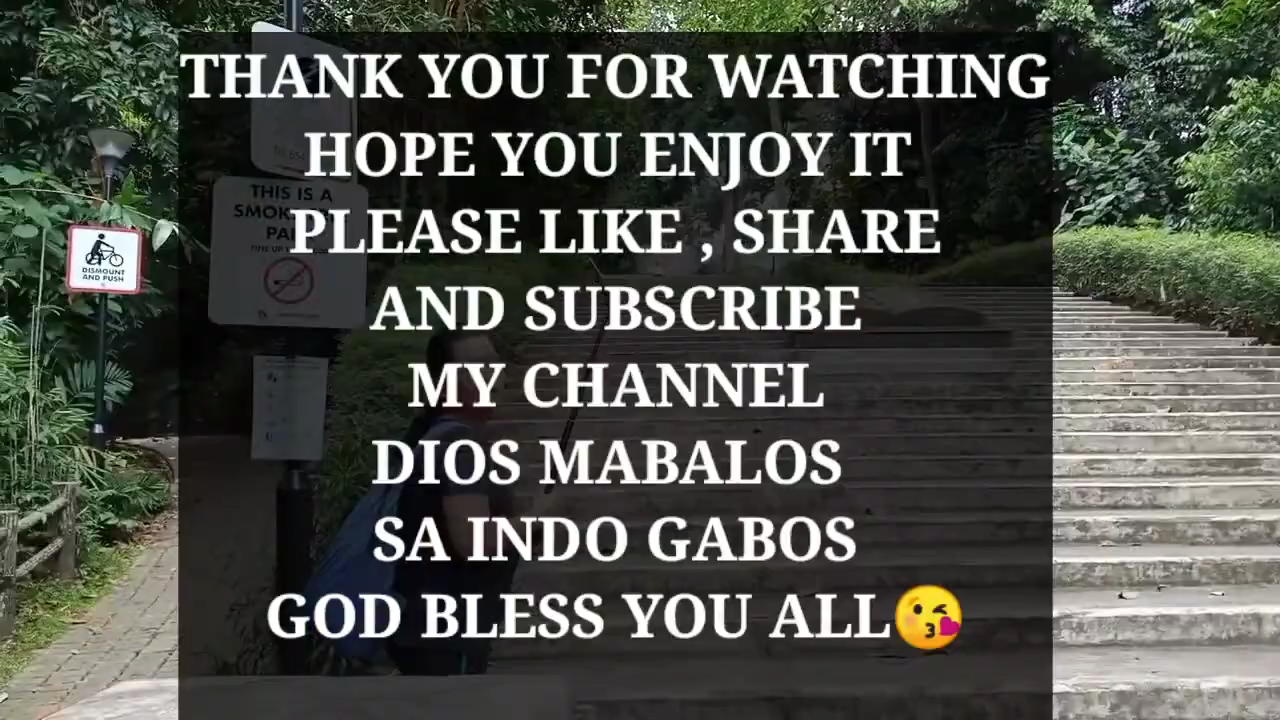 THANK YOU FOR WATCHING
HOPE YOU ENJOY IT
PLEASE LIKE , SHARE
AND SUBSCRIBE
MY CHANNEL
DIOS MABALOS
SA INDO GABOS
GOD BLESS YOU ALL😘
THIS IS A
DISMOUNT
AND PUSH